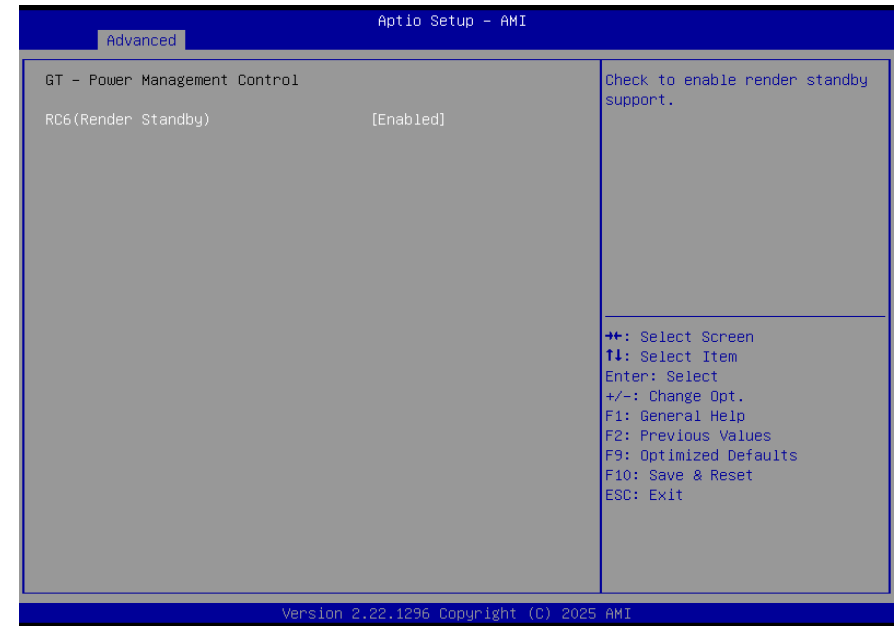 Aptio Setup – AMI
Advanced
GT – Power Management Control
RC6(Render Standby) [Enabled]
Check to enable render standby
support.
→←: Select Screen
↑↓: Select Item
Enter: Select
+/-: Change Opt.
F1: General Help
F2: Previous Values
F9: Optimized Defaults
F10: Save & Reset
ESC: Exit
Version 2.22.1296 Copyright (C) 2025 AMI